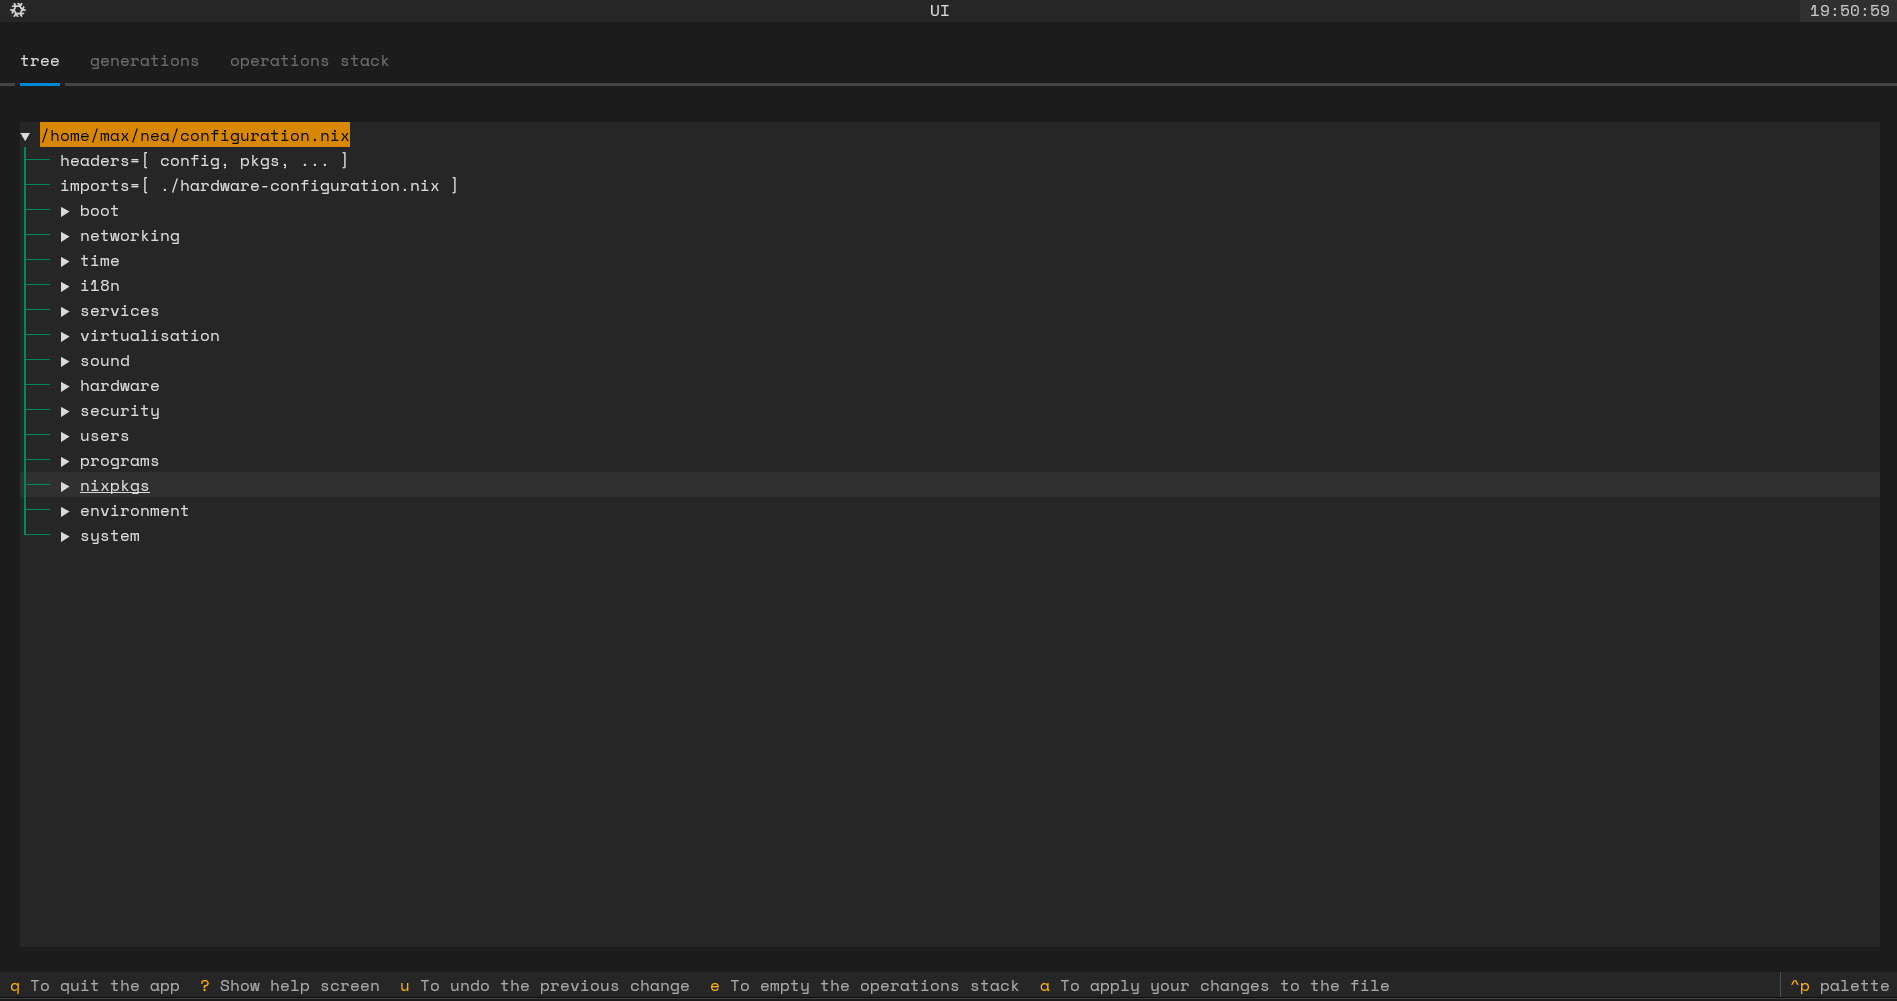 UI 19:50:59
tree generations operations stack
▼ /home/max/nea/configuration.nix
headers=[ config, pkgs, ... ]
imports=[ ./hardware-configuration.nix ]
▶ boot
▶ networking
▶ time
▶ i18n
▶ services
▶ virtualisation
▶ sound
▶ hardware
▶ security
▶ users
▶ programs
▶ nixpkgs
▶ environment
▶ system
q To quit the app ? Show help screen u To undo the previous change e To empty the operations stack a To apply your changes to the file ^p palette